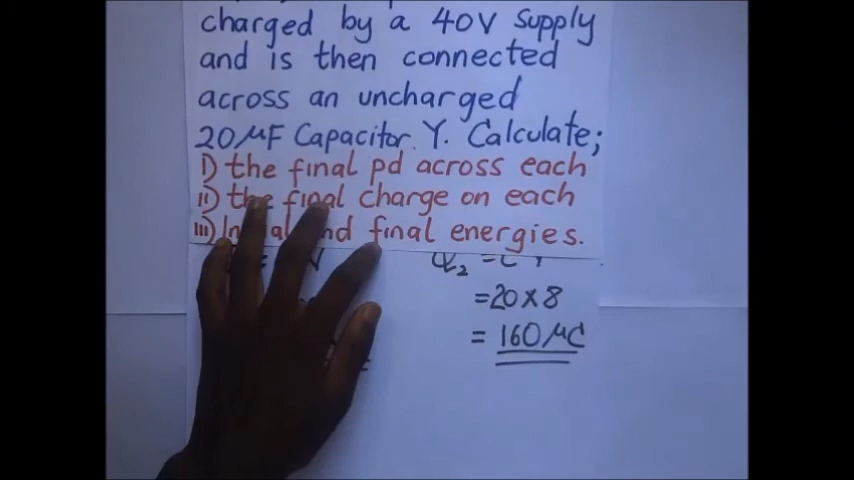 charged by a 40V Supply
and is then connected
across an uncharged
20μF Capacitor. Y. Calculate;
i) the final pd across each
ii) the final charge on each
iii) and final energies.
Q₂ = C V
= 20 x 8
= 160μC